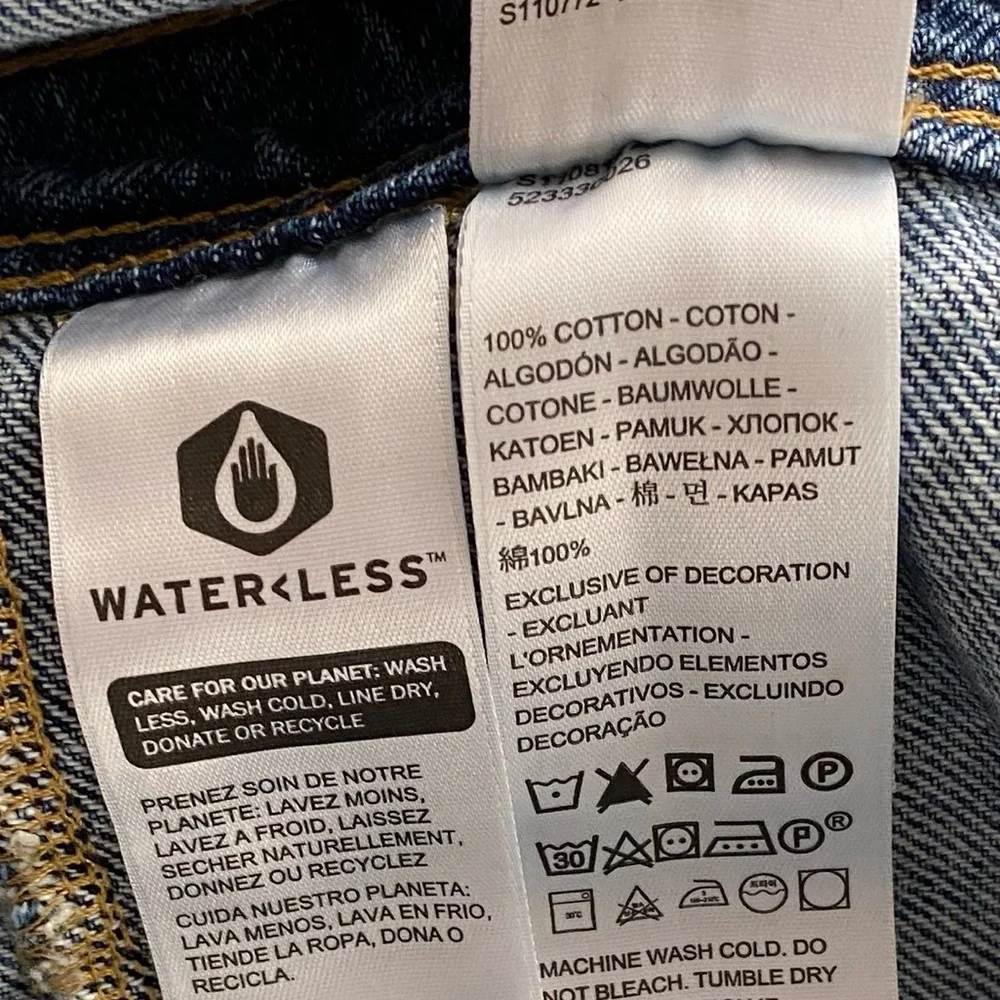 WATER<LESS™
CARE FOR OUR PLANET: WASH
LESS, WASH COLD, LINE DRY,
DONATE OR RECYCLE
PRENEZ SOIN DE NOTRE
PLANETE: LAVEZ MOINS,
LAVEZ A FROID, LAISSEZ
SECHER NATURELLEMENT,
DONNEZ OU RECYCLEZ
CUIDA NUESTRO PLANETA:
LAVA MENOS, LAVA EN FRIO,
TIENDE LA ROPA, DONA O
RECICLA.
100% COTTON - COTON -
ALGODÓN - ALGODÃO -
COTONE - BAUMWOLLE -
KATOEN - PAMUK - ХЛОПОК -
BAMBAKI - BAWEŁNA - PAMUT
- BAVLNA - 棉 - 면 - KAPAS
綿100%
EXCLUSIVE OF DECORATION
- EXCLUANT
L'ORNEMENTATION -
EXCLUYENDO ELEMENTOS
DECORATIVOS - EXCLUINDO
DECORAÇÃO
P
30 P ®
30℃
MACHINE WASH COLD. DO
NOT BLEACH. TUMBLE DRY